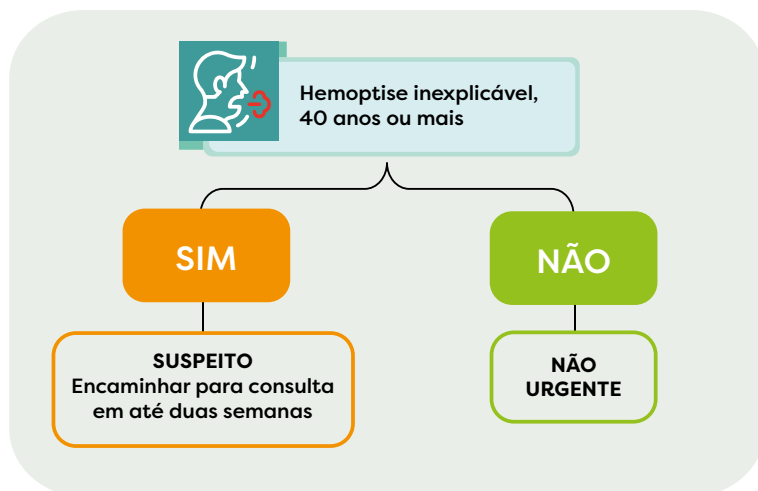 Hemoptise inexplicável,
40 anos ou mais
SIM
NÃO
SUSPEITO
Encaminhar para consulta
em até duas semanas
NÃO
URGENTE